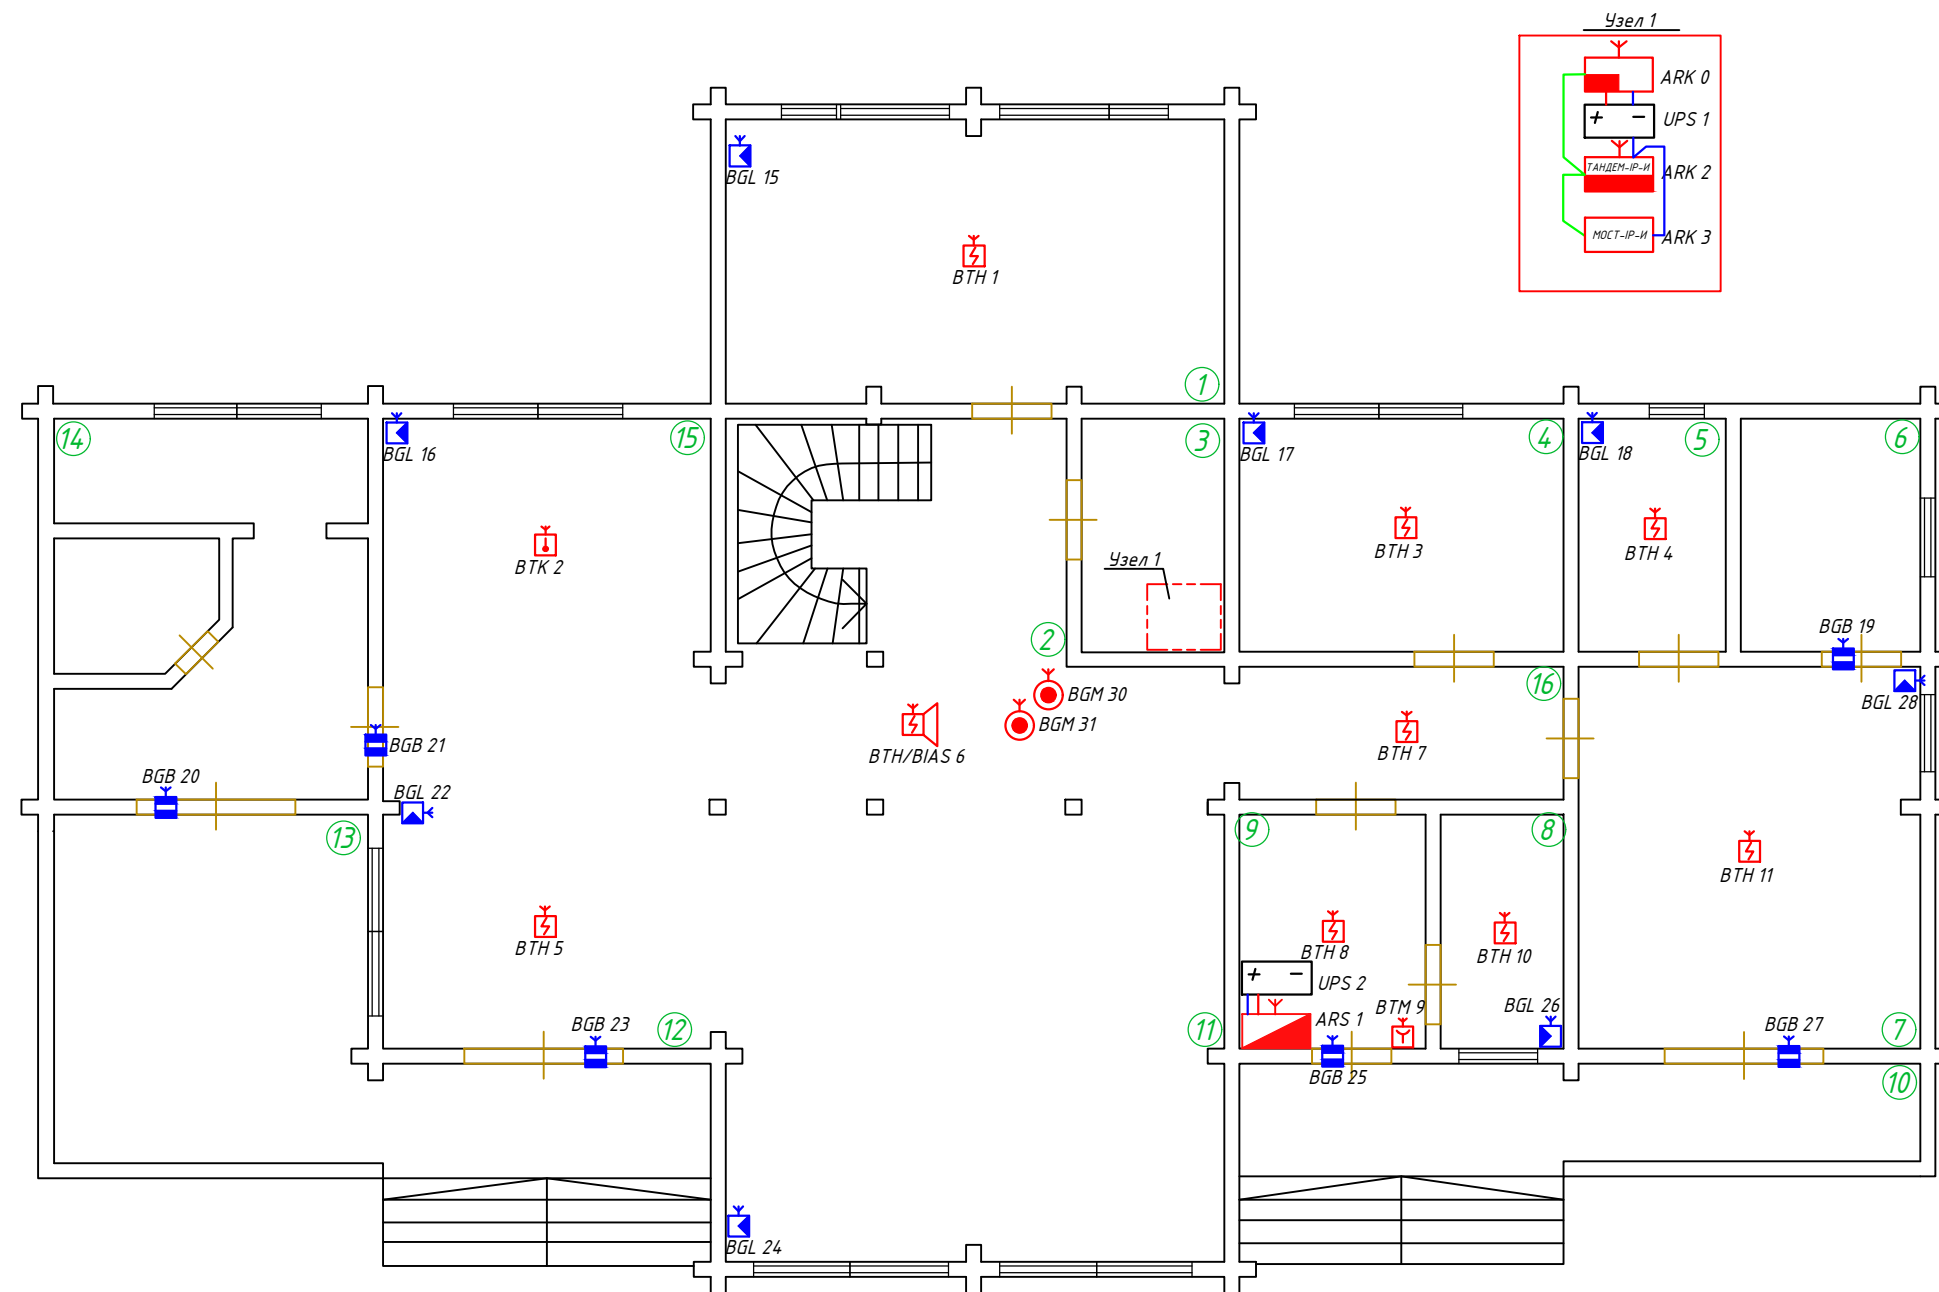 Узел 1
ARK 0
+ − UPS 1
ТАНДЕМ-IP-И ARK 2
МОСТ-IP-И ARK 3
BGL 15
BTH 1
1
14
BGL 16
15
3
BGL 17
4
BGL 18
5
6
BTK 2
Узел 1
BTH 3
BTH 4
2
BGB 19
16
BGL 28
BGM 30
BGM 31
BTH/BIAS 6
BTH 7
BGB 21
BGB 20
BGL 22
13
9
8
BTH 11
BTH 5
BTH 8
BTH 10
+ − UPS 2
BTM 9
BGL 26
ARS 1
BGB 23
12
11
BGB 27
7
BGB 25
10
BGL 24